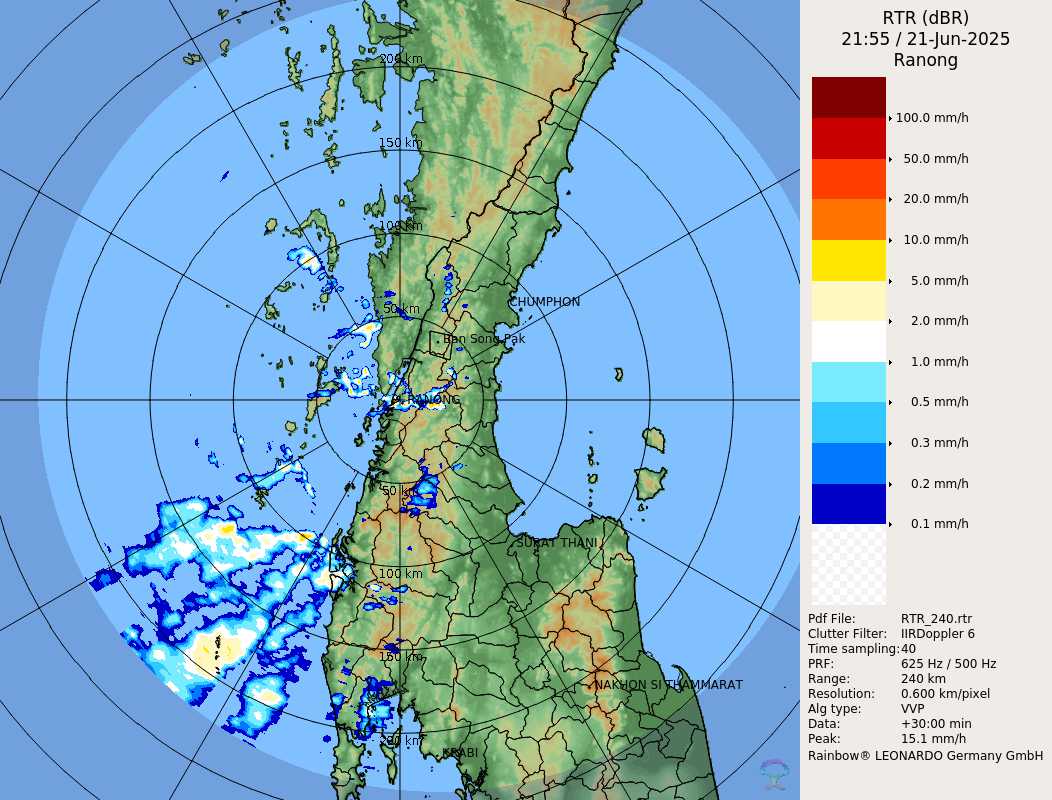 RTR (dBR)
21:55 / 21-Jun-2025
Ranong
100.0 mm/h
50.0 mm/h
20.0 mm/h
10.0 mm/h
5.0 mm/h
2.0 mm/h
1.0 mm/h
0.5 mm/h
0.3 mm/h
0.2 mm/h
0.1 mm/h
Pdf File: RTR_240.rtr
Clutter Filter: IIRDoppler 6
Time sampling:40
PRF: 625 Hz / 500 Hz
Range: 240 km
Resolution: 0.600 km/pixel
Alg type: VVP
Data: +30:00 min
Peak: 15.1 mm/h
Rainbow® LEONARDO Germany GmbH
200 km
150 km
100 km
CHUMPHON
50 km
Ban Song Pak
RANONG
50 km
SURAT THANI
100 km
150 km
NAKHON SI THAMMARAT
200 km
KRABI